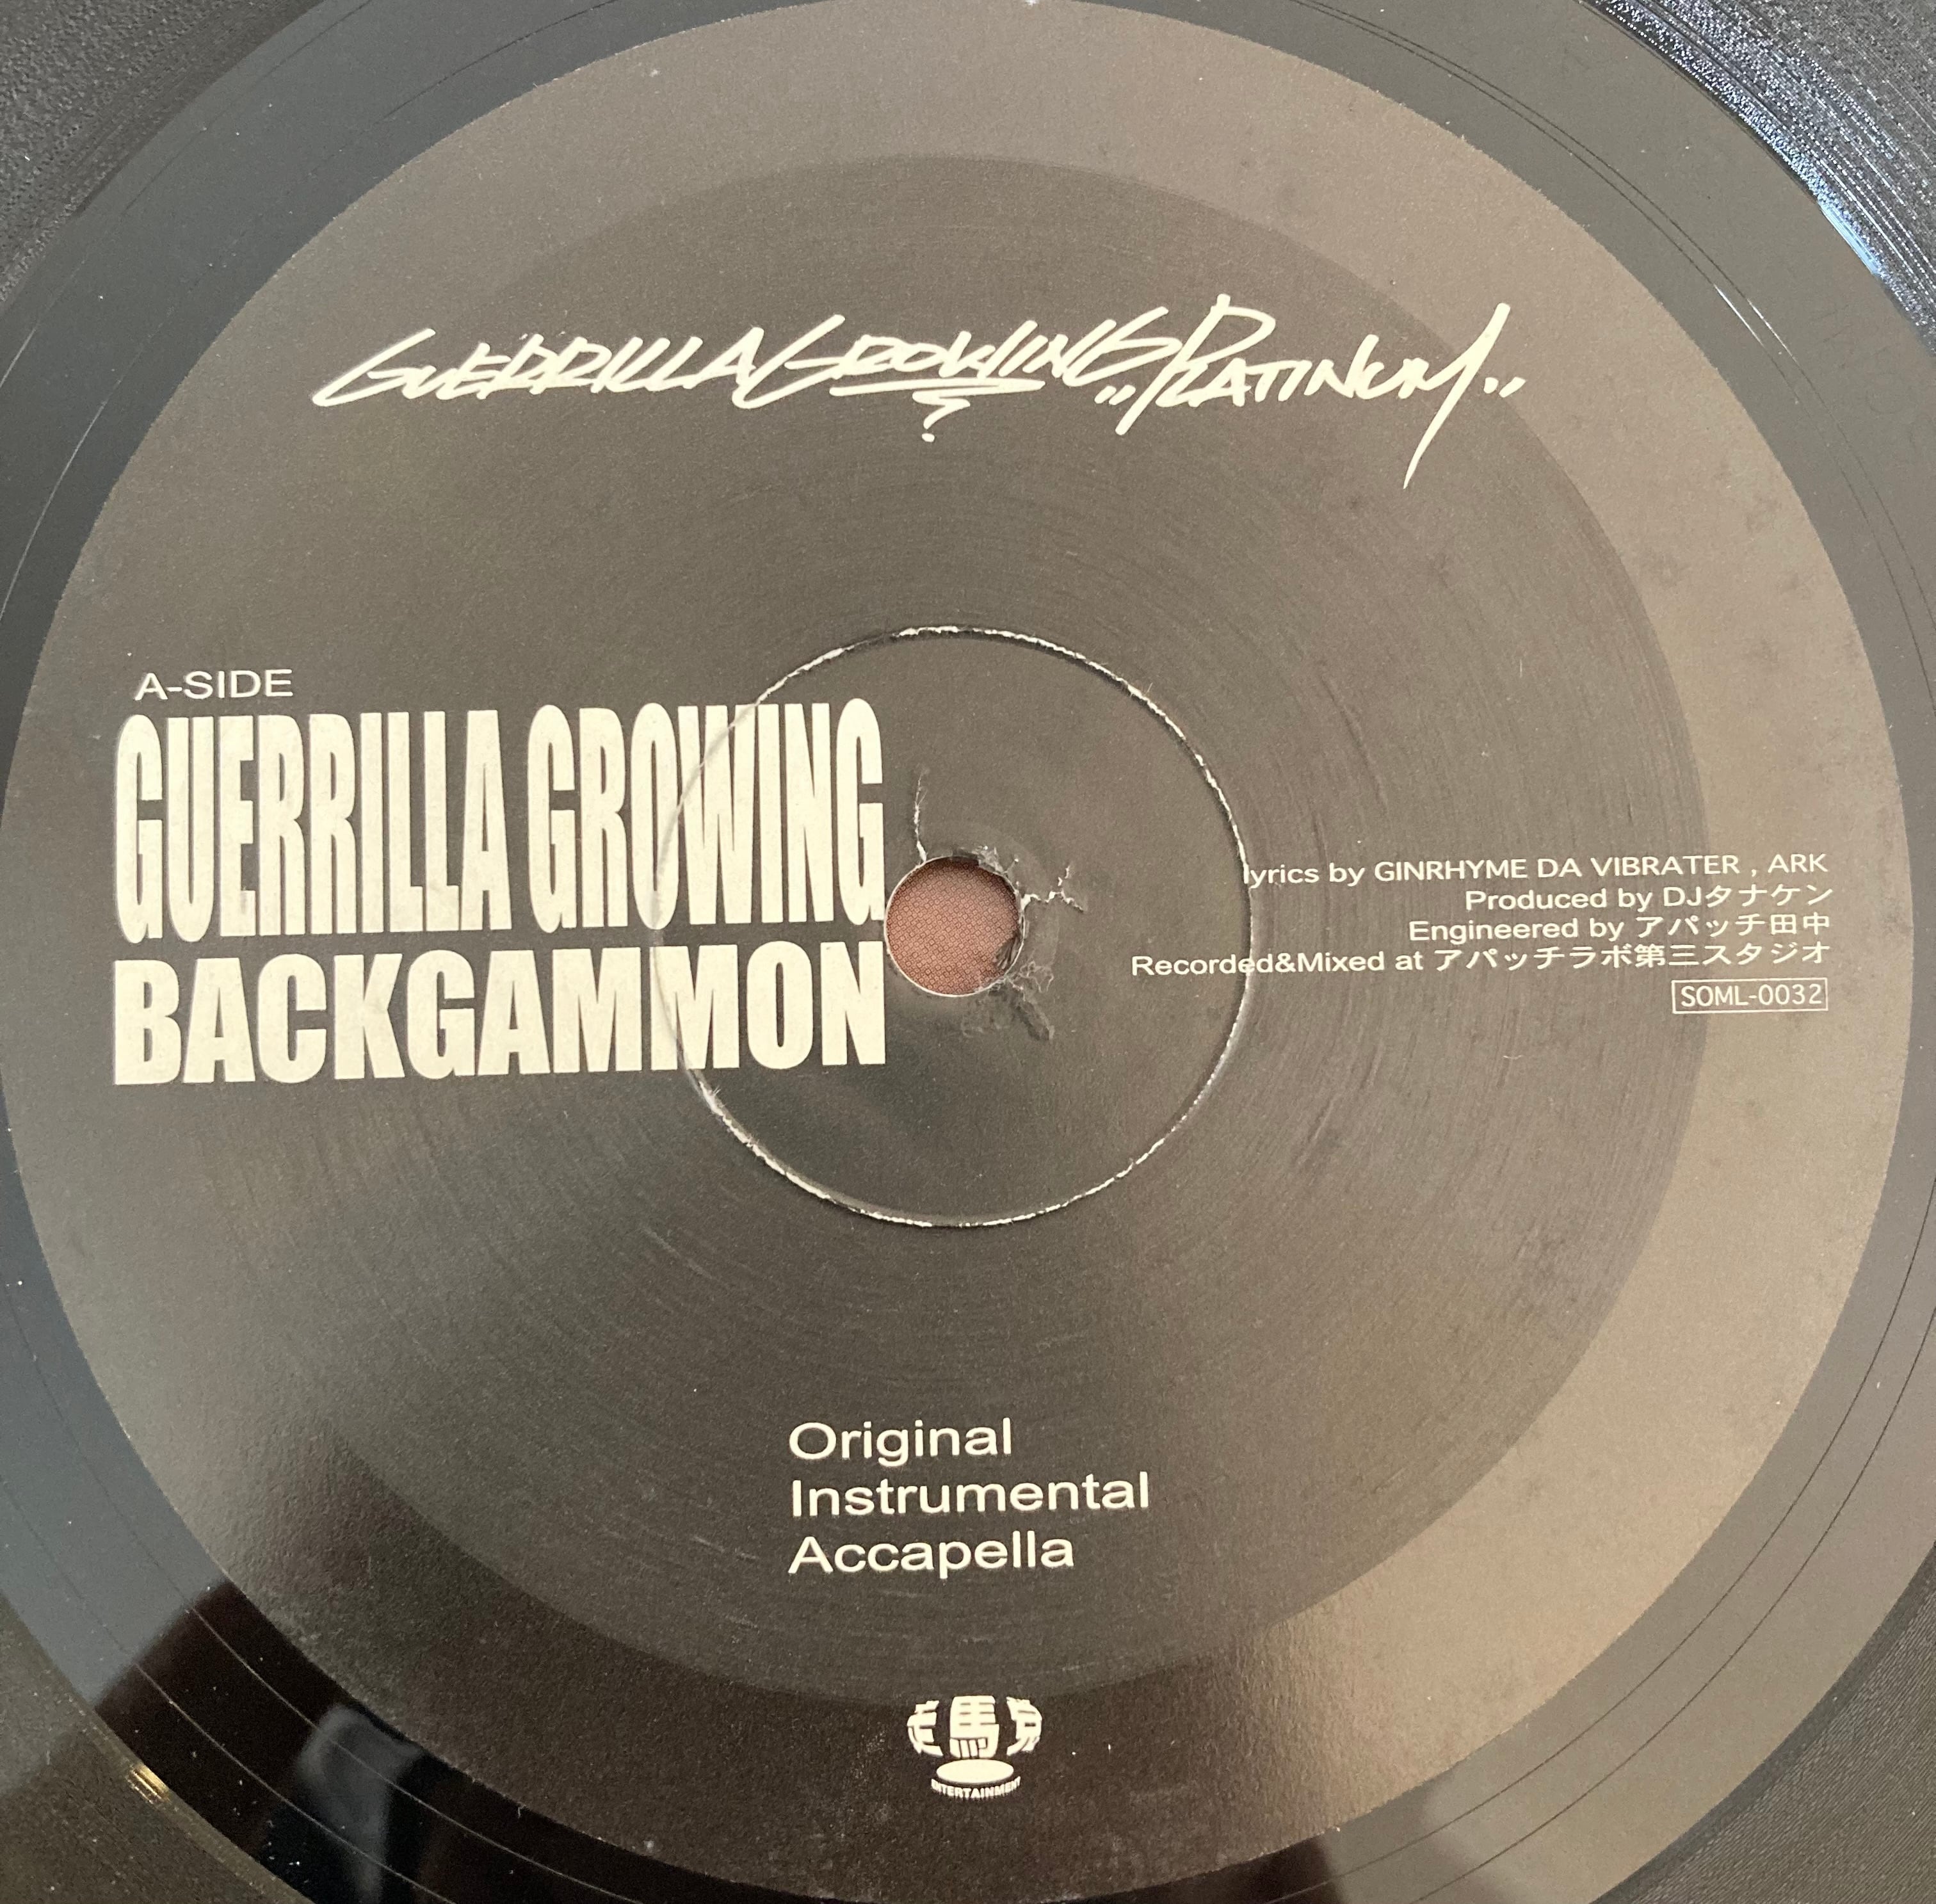 GUERRILLA GROWING PLATINUM
A-SIDE
GUERRILLA GROWING
BACKGAMMON
lyrics by GINRHYME DA VIBRATER , ARK
Produced by DJタナケン
Engineered by アパッチ田中
Recorded&Mixed at アパッチラボ第三スタジオ
SOML-0032
Original
Instrumental
Accapella
走馬党
ENTERTAINMENT